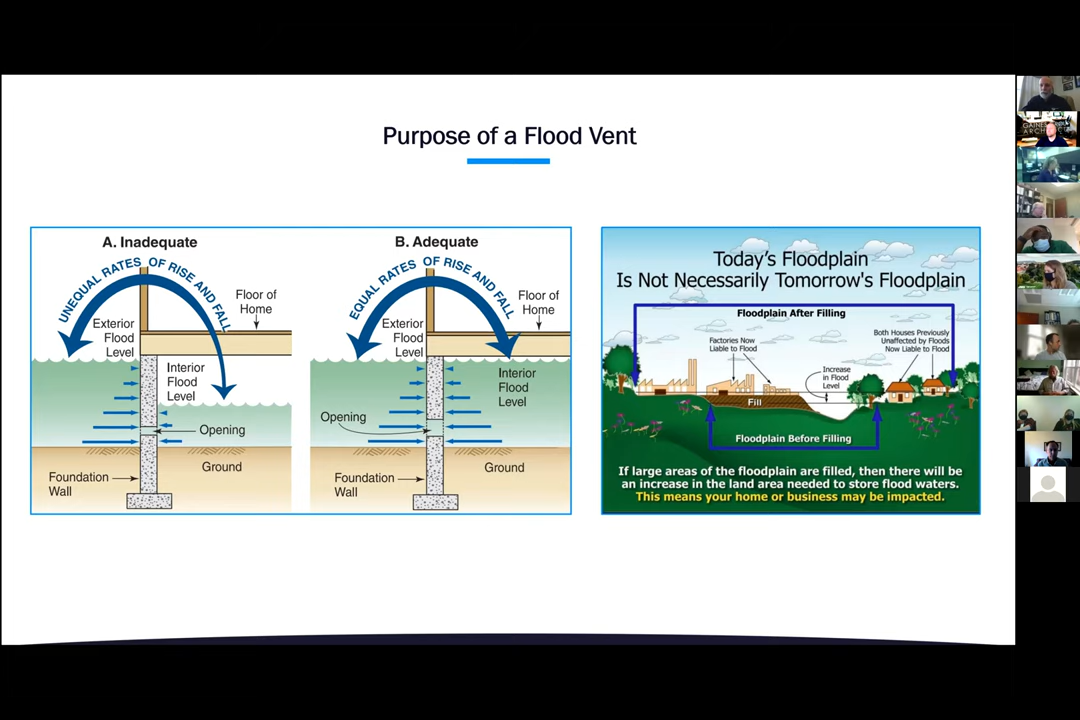 Purpose of a Flood Vent
A. Inadequate
UNEQUAL RATES OF RISE AND FALL
Floor of
Home
Exterior
Flood
Level
Interior
Flood
Level
Opening
Ground
Foundation
Wall
B. Adequate
EQUAL RATES OF RISE AND FALL
Floor of
Home
Exterior
Flood
Level
Interior
Flood
Level
Opening
Ground
Foundation
Wall
Today's Floodplain
Is Not Necessarily Tomorrow's Floodplain
Floodplain After Filling
Factories Now
Liable to Flood
Both Houses Previously
Unaffected by Floods
Now Liable to Flood
Increase
in Flood
Level
Fill
Floodplain Before Filling
If large areas of the floodplain are filled, then there will be
an increase in the land area needed to store flood waters.
This means your home or business may be impacted.